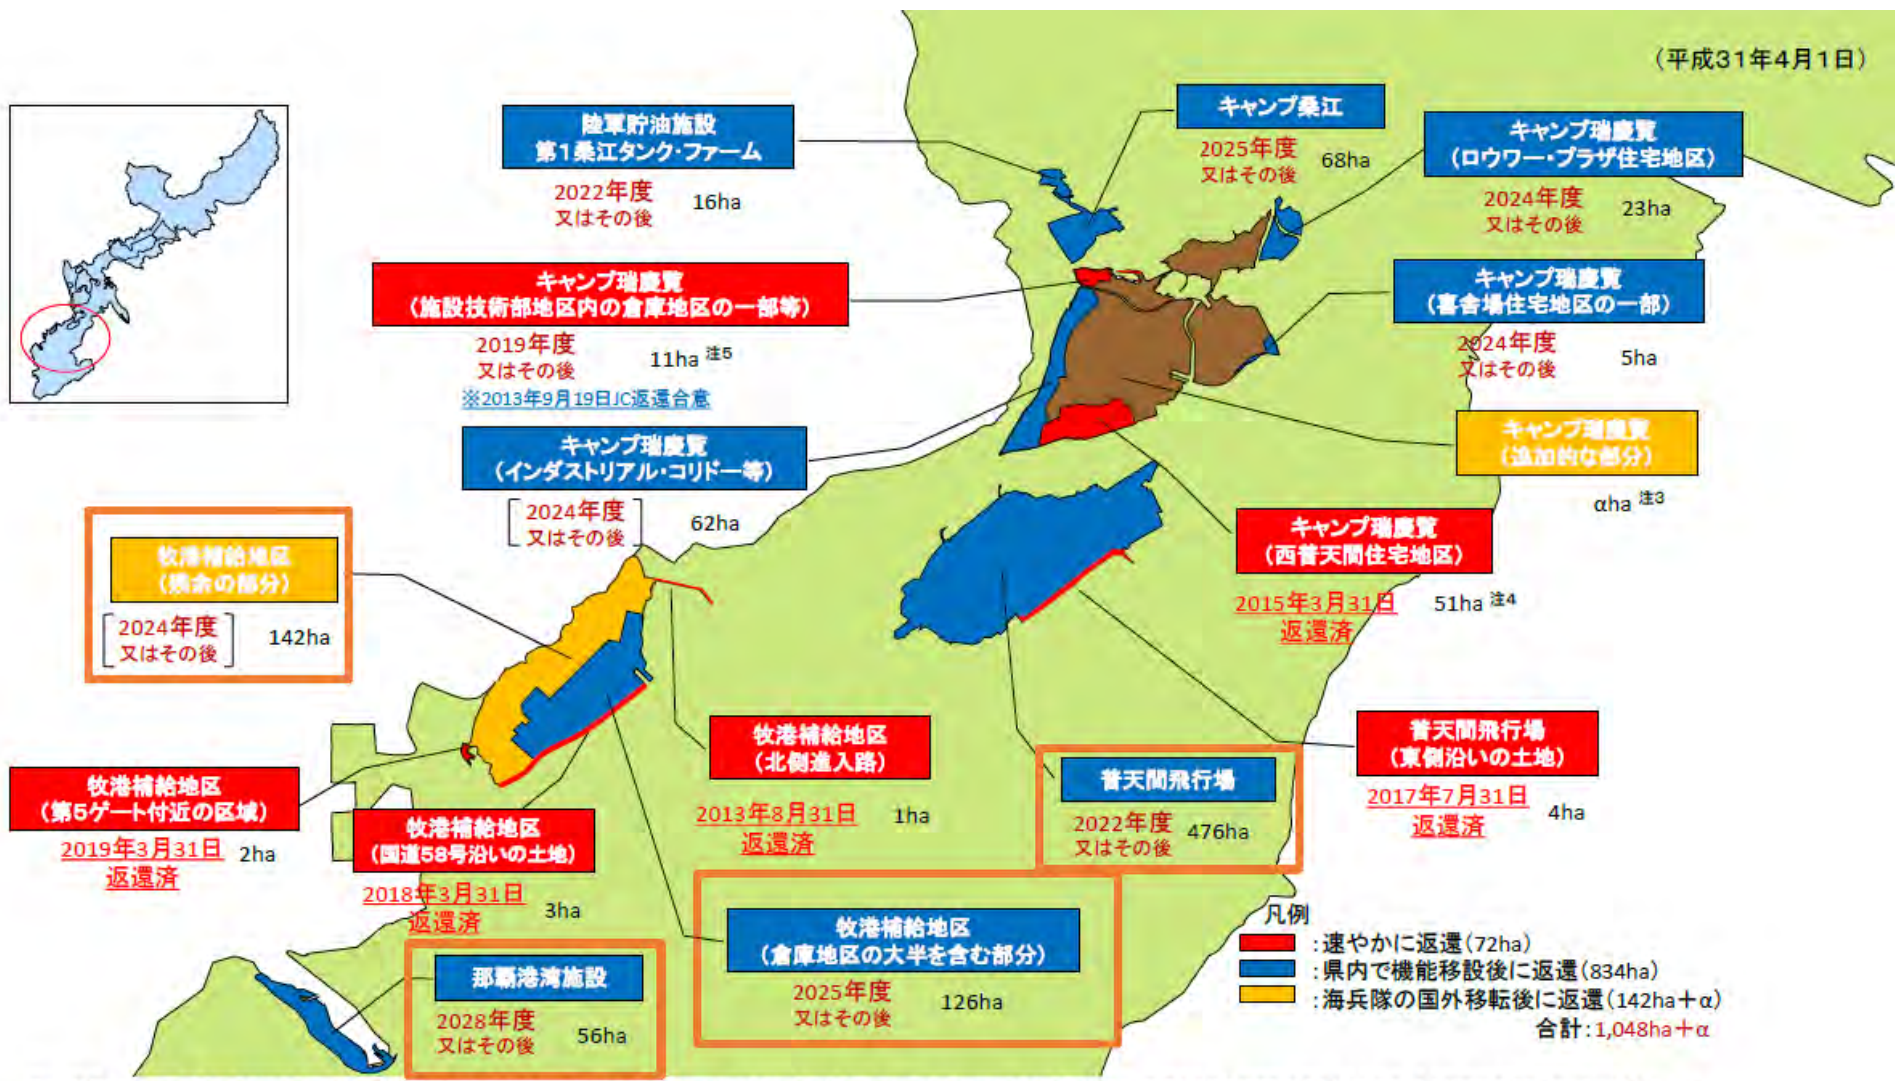 (平成31年4月1日)
陸軍貯油施設
第1桑江タンク・ファーム
2022年度
又はその後
16ha
キャンプ桑江
2025年度
又はその後
68ha
キャンプ瑞慶覧
(ロウワー・プラザ住宅地区)
2024年度
又はその後
23ha
キャンプ瑞慶覧
(施設技術部地区内の倉庫地区の一部等)
2019年度
又はその後
11ha 注5
※2013年9月19日JC返還合意
キャンプ瑞慶覧
(喜舎場住宅地区の一部)
2024年度
又はその後
5ha
キャンプ瑞慶覧
(インダストリアル・コリドー等)
2024年度
又はその後
62ha
キャンプ瑞慶覧
(追加的な部分)
αha 注3
キャンプ瑞慶覧
(西普天間住宅地区)
2015年3月31日
返還済
51ha 注4
牧港補給地区
(残余の部分)
2024年度
又はその後
142ha
牧港補給地区
(北側進入路)
2013年8月31日
返還済
1ha
普天間飛行場
2022年度
又はその後
476ha
普天間飛行場
(東側沿いの土地)
2017年7月31日
返還済
4ha
牧港補給地区
(第5ゲート付近の区域)
2019年3月31日
返還済
2ha
牧港補給地区
(国道58号沿いの土地)
2018年3月31日
返還済
3ha
牧港補給地区
(倉庫地区の大半を含む部分)
2025年度
又はその後
126ha
那覇港湾施設
2028年度
又はその後
56ha
凡例
:速やかに返還(72ha)
:県内で機能移設後に返還(834ha)
:海兵隊の国外移転後に返還(142ha+α)
合計:1,048ha+α